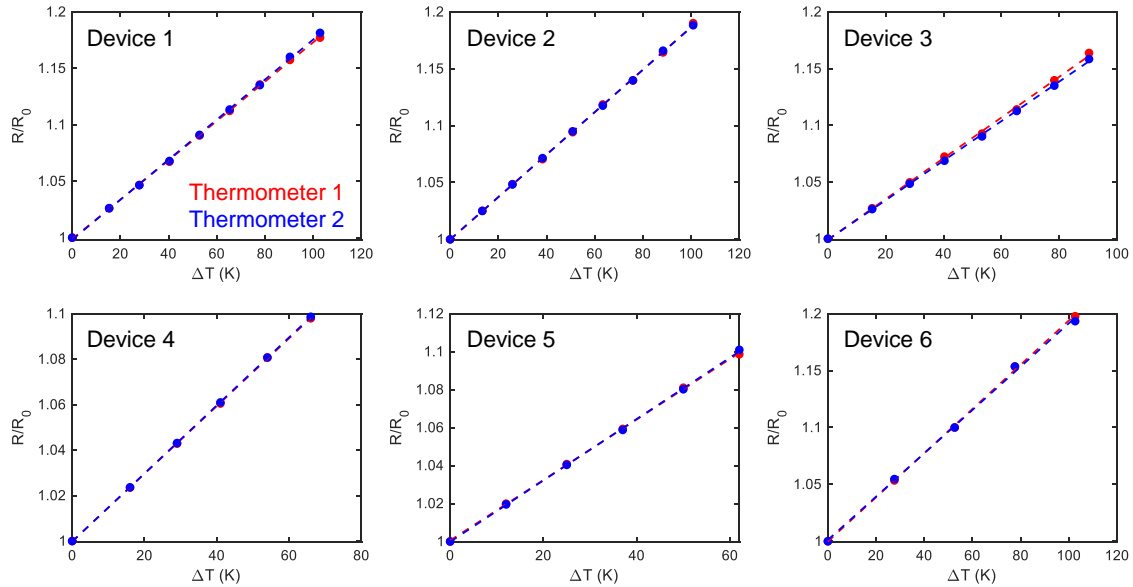 Device 1
1.2
1.15
1.1
1.05
1
R/R0
0 20 40 60 80 100 120
ΔT (K)
Thermometer 1
Thermometer 2
Device 2
1.2
1.15
1.1
1.05
1
R/R0
0 20 40 60 80 100 120
ΔT (K)
Device 3
1.2
1.15
1.1
1.05
1
R/R0
0 20 40 60 80 100
ΔT (K)
Device 4
1.1
1.08
1.06
1.04
1.02
1
R/R0
0 20 40 60 80
ΔT (K)
Device 5
1.12
1.10
1.08
1.06
1.04
1.02
1
R/R0
0 20 40 60
ΔT (K)
Device 6
1.2
1.15
1.1
1.05
1
R/R0
0 20 40 60 80 100 120
ΔT (K)